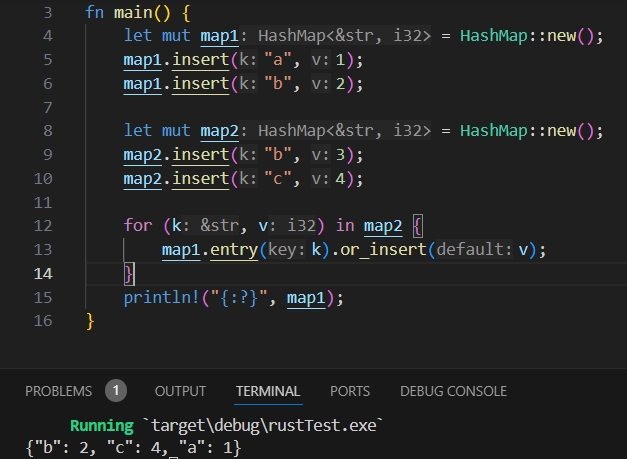 3 fn main() {
4 let mut map1: HashMap<&str, i32> = HashMap::new();
5 map1.insert(k: "a", v: 1);
6 map1.insert(k: "b", v: 2);
7
8 let mut map2: HashMap<&str, i32> = HashMap::new();
9 map2.insert(k: "b", v: 3);
10 map2.insert(k: "c", v: 4);
11
12 for (k: &str, v: i32) in map2 {
13 map1.entry(key: k).or_insert(default: v);
14 }
15 println!("{:?}", map1);
16 }
PROBLEMS 1 OUTPUT TERMINAL PORTS DEBUG CONSOLE
Running `target\debug\rustTest.exe`
{"b": 2, "c": 4, "a": 1}